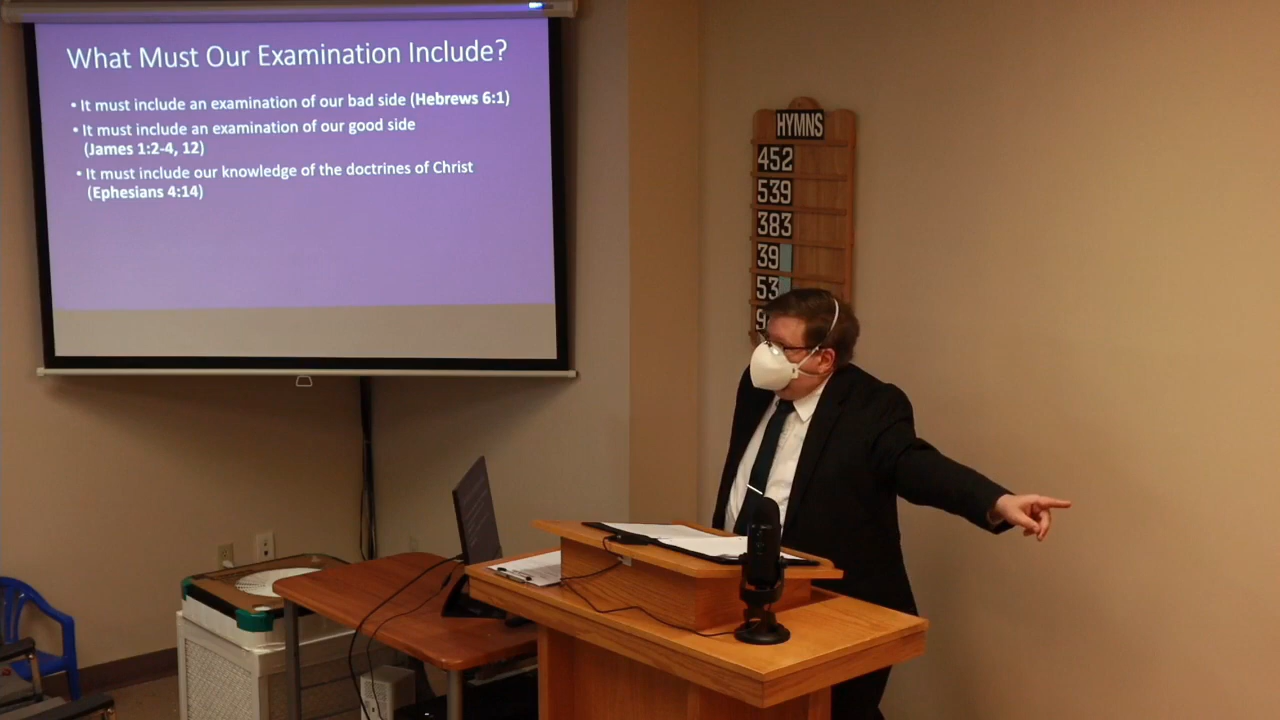 What Must Our Examination Include?
• It must include an examination of our bad side (Hebrews 6:1)
• It must include an examination of our good side
(James 1:2-4, 12)
• It must include our knowledge of the doctrines of Christ
(Ephesians 4:14)
HYMNS
452
539
383
39
53